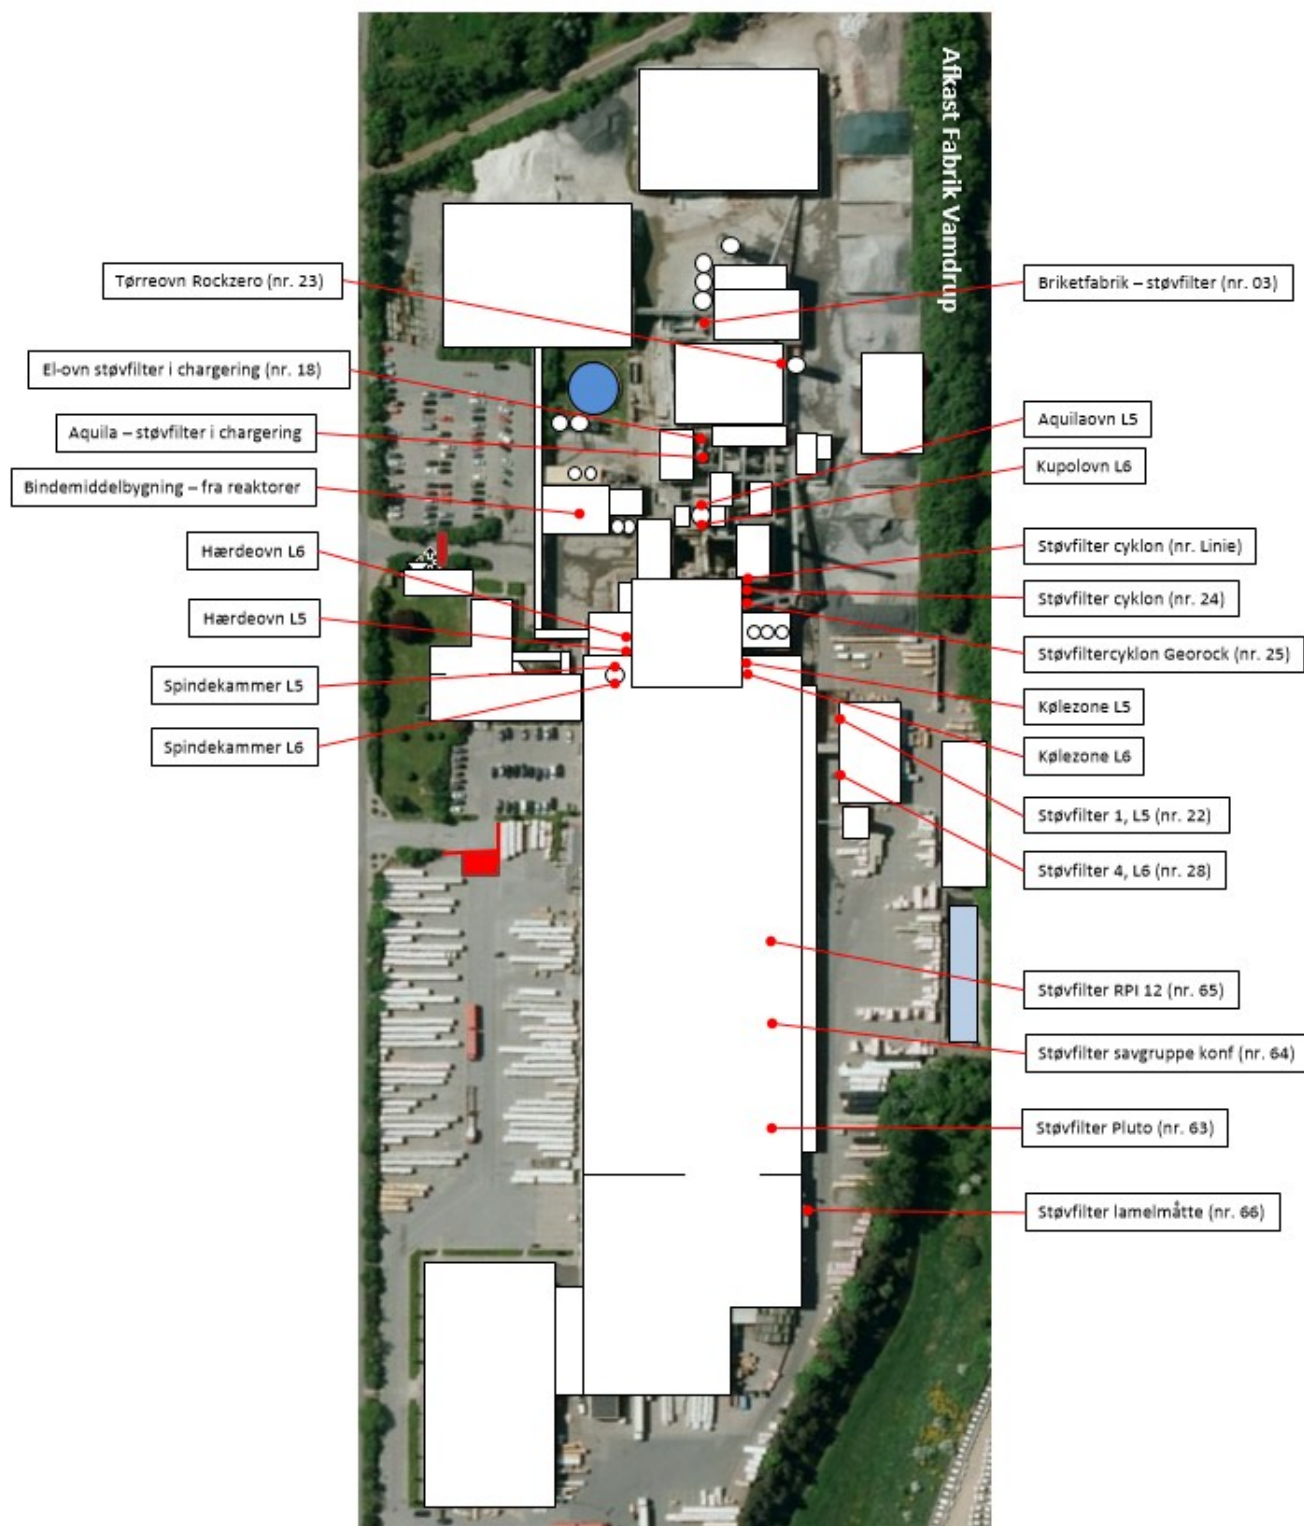 Afkast Fabrik Vamdrup
Tørreovn Rockzero (nr. 23)
El-ovn støvfilter i chargering (nr. 18)
Aquila – støvfilter i chargering
Bindemiddelbygning – fra reaktorer
Hærdeovn L6
Hærdeovn L5
Spindekammer L5
Spindekammer L6
Briketfabrik – støvfilter (nr. 03)
Aquilaovn L5
Kupolovn L6
Støvfilter cyklon (nr. Linie)
Støvfilter cyklon (nr. 24)
Støvfiltercyklon Georock (nr. 25)
Kølezone L5
Kølezone L6
Støvfilter 1, L5 (nr. 22)
Støvfilter 4, L6 (nr. 28)
Støvfilter RPI 12 (nr. 65)
Støvfilter savgruppe konf (nr. 64)
Støvfilter Pluto (nr. 63)
Støvfilter lamelmåtte (nr. 66)